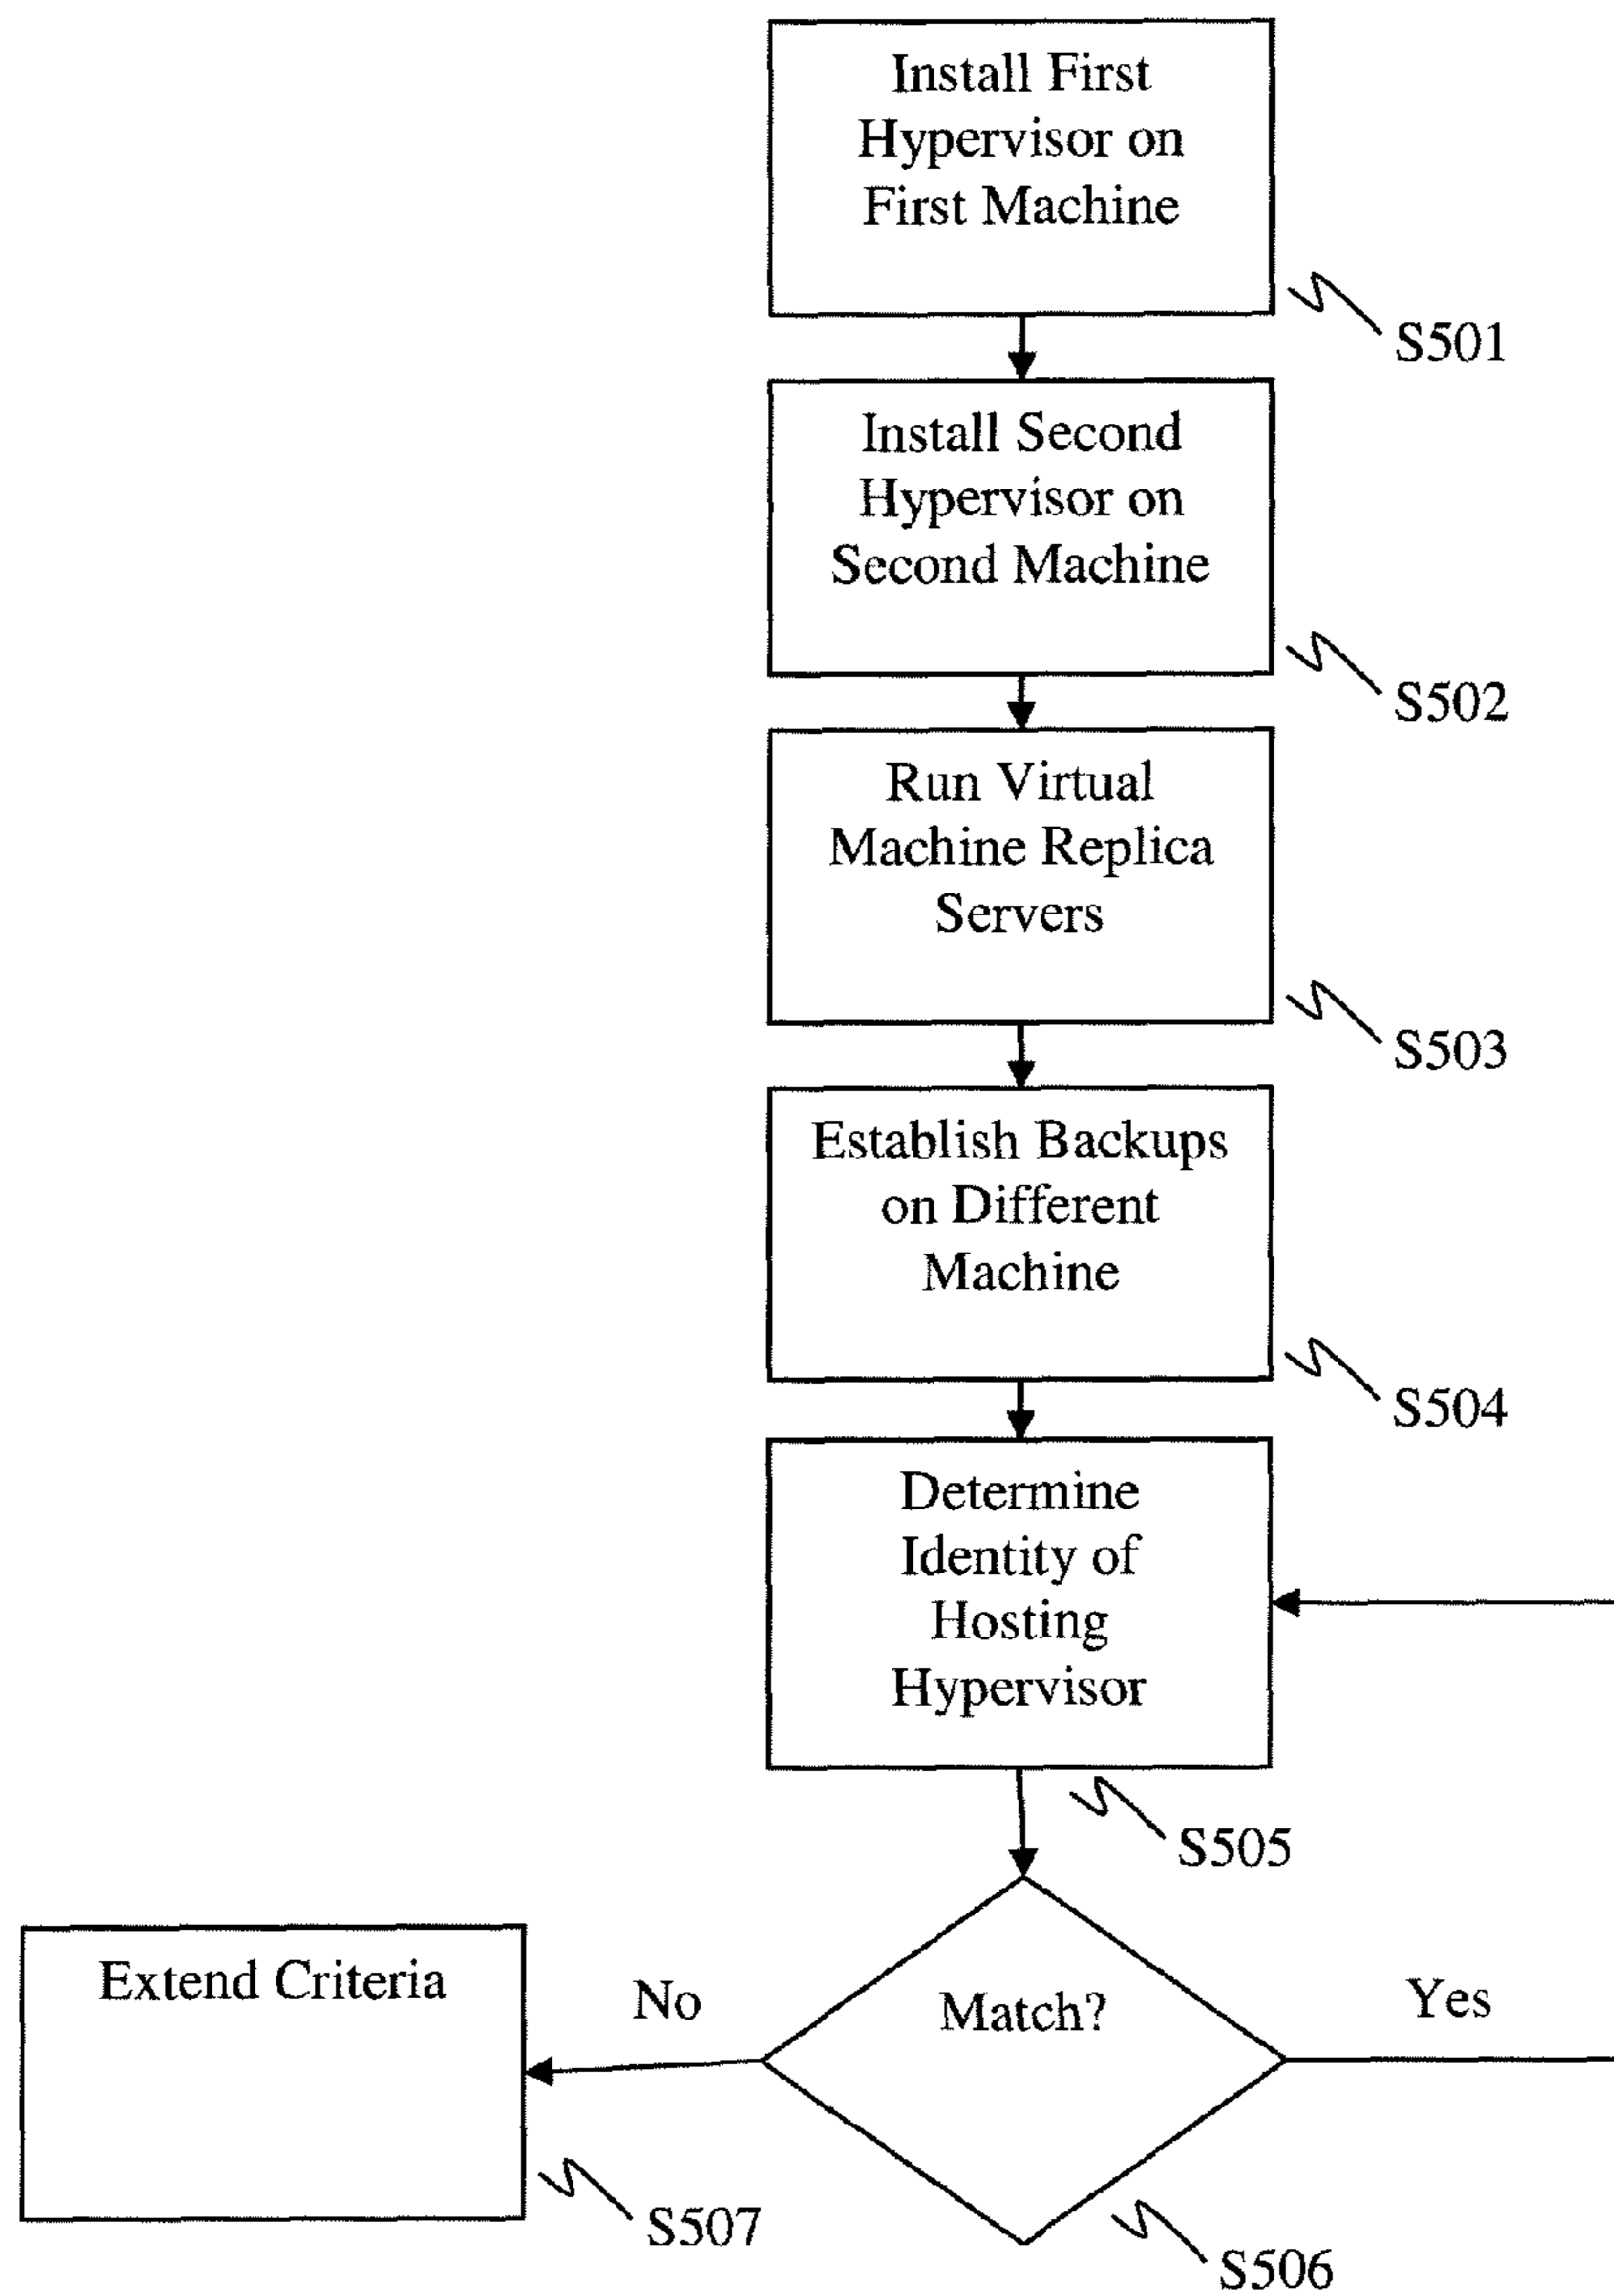 Install First
Hypervisor on
First Machine
S501
Install Second
Hypervisor on
Second Machine
S502
Run Virtual
Machine Replica
Servers
S503
Establish Backups
on Different
Machine
S504
Determine
Identity of
Hosting
Hypervisor
S505
Extend Criteria
No
Match?
Yes
S507
S506